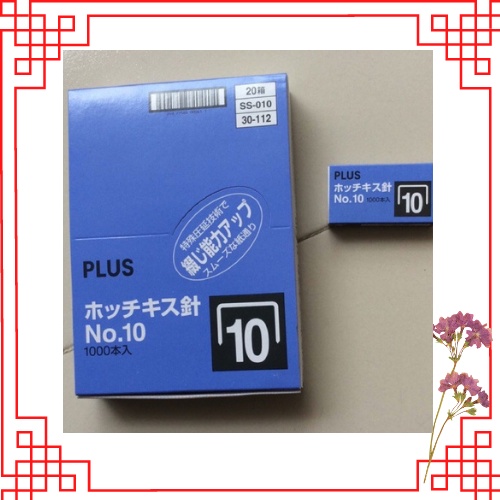 20箱
SS-010
30-112
特殊圧延技術で
綴じ能力アップ
スムーズな紙通り
PLUS
ホッチキス針
No.10
1000本入
10
PLUS
ホッチキス針
No.10 1000本入
10